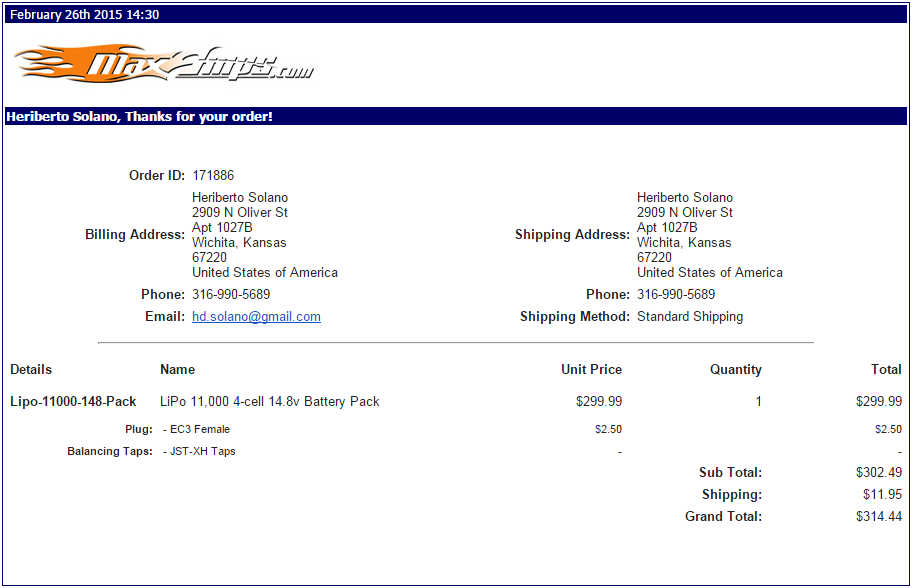 February 26th 2015 14:30
MaxAmps.com
Heriberto Solano, Thanks for your order!
Order ID: 171886
Billing Address: Heriberto Solano
2909 N Oliver St
Apt 1027B
Wichita, Kansas
67220
United States of America
Shipping Address: Heriberto Solano
2909 N Oliver St
Apt 1027B
Wichita, Kansas
67220
United States of America
Phone: 316-990-5689 Phone: 316-990-5689
Email: hd.solano@gmail.com Shipping Method: Standard Shipping
Details Name Unit Price Quantity Total
Lipo-11000-148-Pack LiPo 11,000 4-cell 14.8v Battery Pack $299.99 1 $299.99
Plug: - EC3 Female $2.50 $2.50
Balancing Taps: - JST-XH Taps - -
Sub Total: $302.49
Shipping: $11.95
Grand Total: $314.44